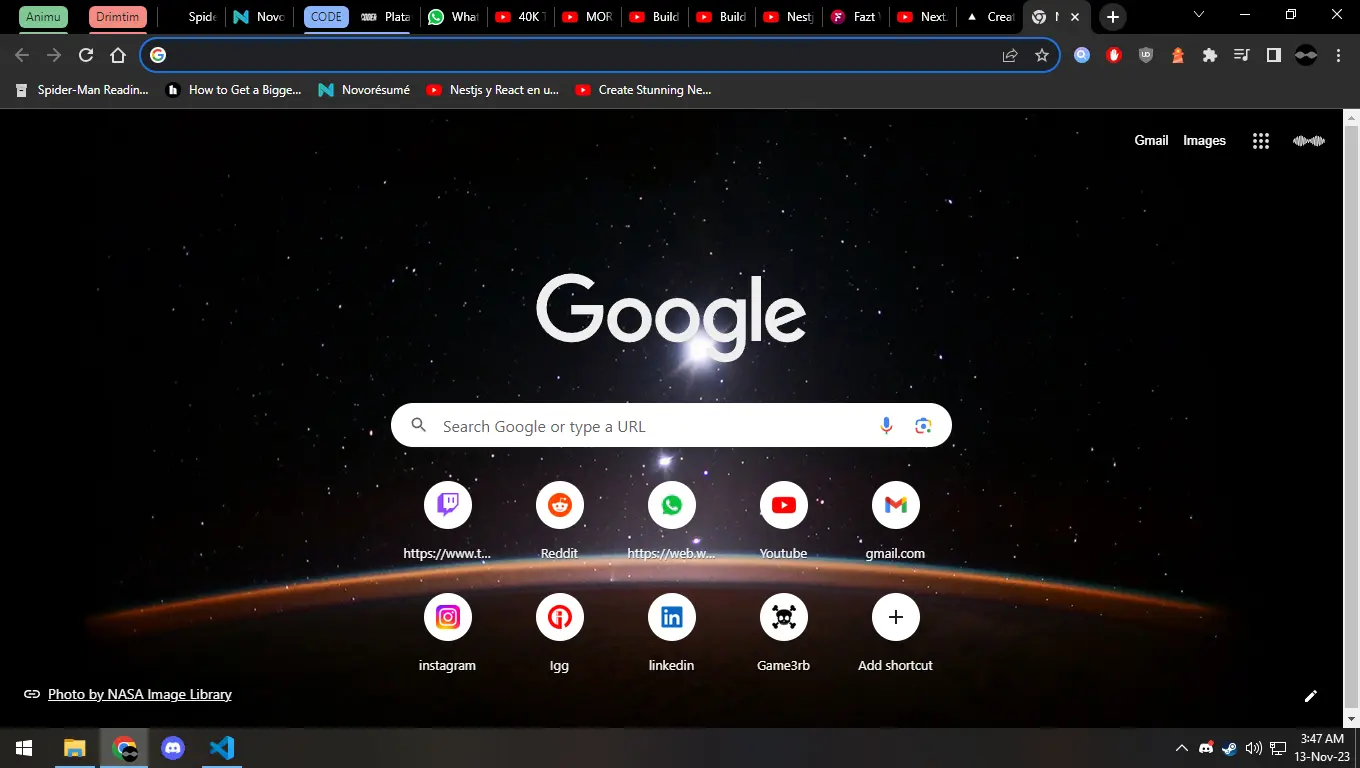 Animu
Drimtim
Spide
Novo
CODE
CODER
Plata
What
40K T
MOR
Build
Build
Nestj
Fazt
Next.
Creat
Spider-Man Readin...
How to Get a Bigge...
Novorésumé
Nestjs y React en u...
Create Stunning Ne...
Gmail
Images
Google
Search Google or type a URL
https://www.t...
Reddit
https://web.w...
Youtube
gmail.com
instagram
Igg
linkedin
Game3rb
Add shortcut
Photo by NASA Image Library
3:47 AM
13-Nov-23